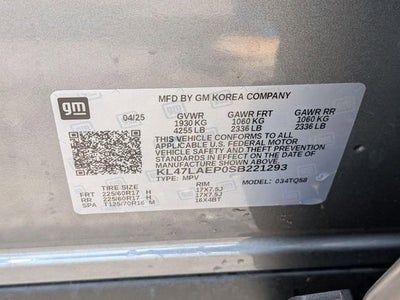 gm
MFD BY GM KOREA COMPANY
04/25 GVWR GAWR FRT GAWR RR
1930 KG 1060 KG 1060 KG
4255 LB 2336 LB 2336 LB
THIS VEHICLE CONFORMS TO ALL
APPLICABLE U.S. FEDERAL MOTOR
VEHICLE SAFETY AND THEFT PREVENTION
STANDARDS IN EFFECT ON THE DATE OF
MANUFACTURE SHOWN ABOVE.
KL47LAEP0SB221293
TYPE: MPV MODEL: 034TQ58
TIRE SIZE RIM
FRT 225/60R17 H 17X7.5J
RR 225/60R17 H 17X7.5J
SPA T125/70R16 M 16X4BT